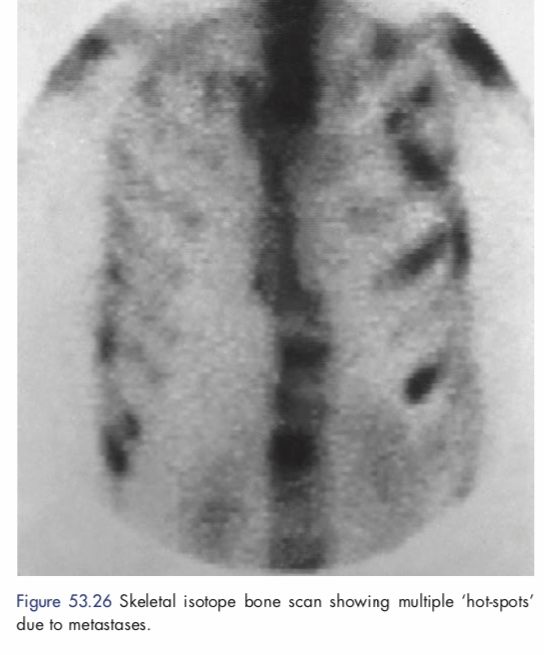 Figure 53.26 Skeletal isotope bone scan showing multiple ‘hot-spots’
due to metastases.